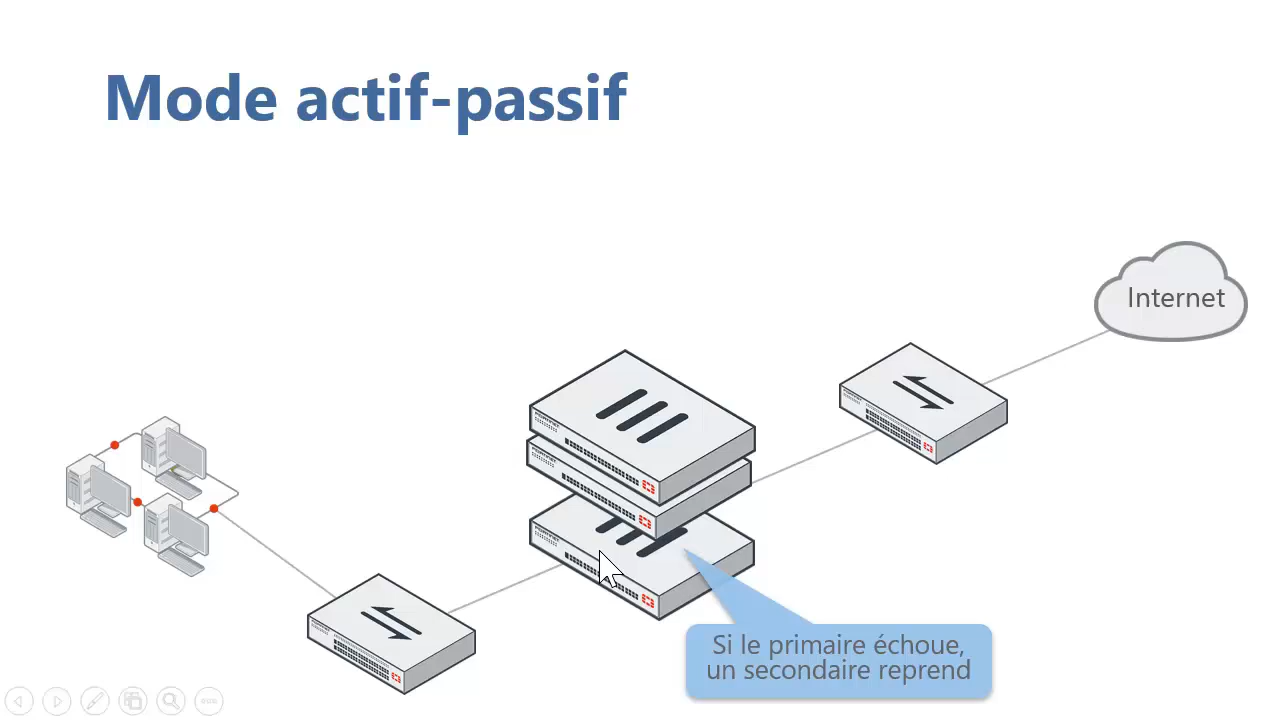 Mode actif-passif
Internet
Si le primaire échoue,
un secondaire reprend